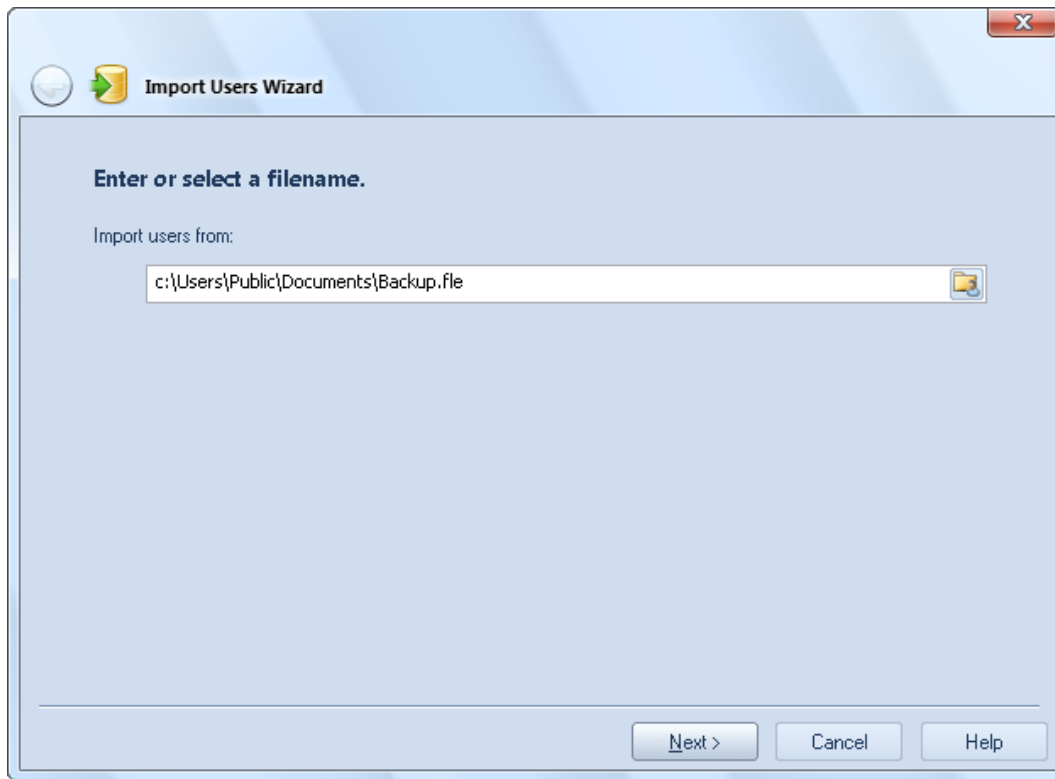 Import Users Wizard
Enter or select a filename.
Import users from:
c:\Users\Public\Documents\Backup.fle
Next > Cancel Help